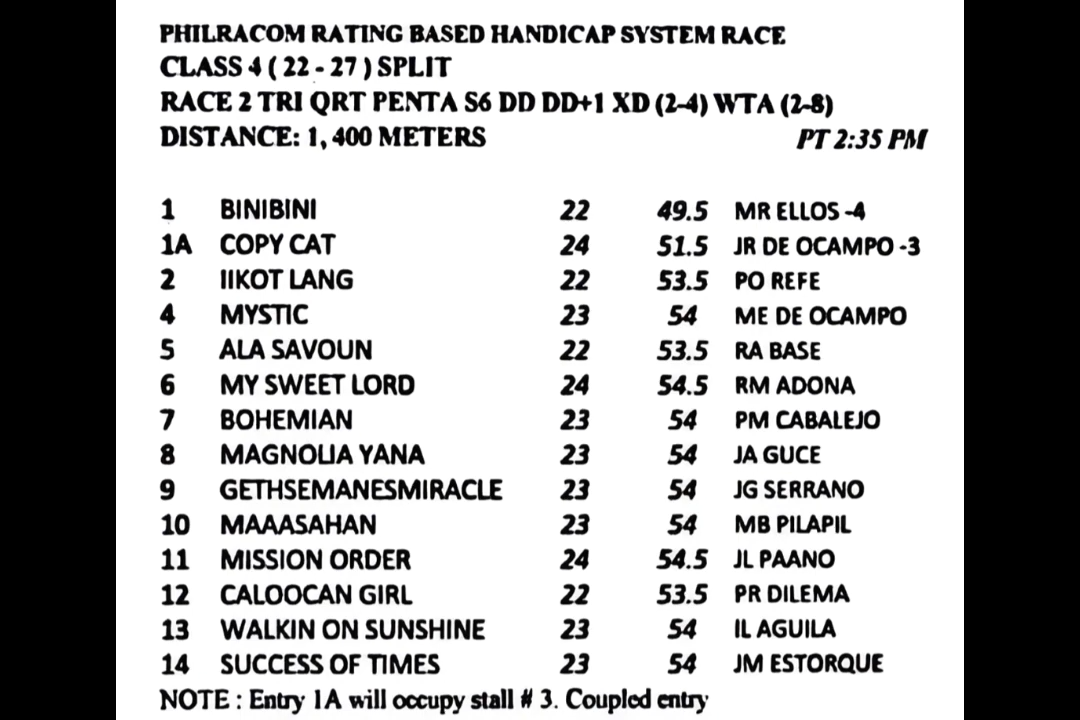 PHILRACOM RATING BASED HANDICAP SYSTEM RACE
CLASS 4 ( 22 - 27 ) SPLIT
RACE 2 TRI QRT PENTA S6 DD DD+1 XD (2-4) WTA (2-8)
DISTANCE: 1, 400 METERS PT 2:35 PM
1 BINIBINI 22 49.5 MR ELLOS -4
1A COPY CAT 24 51.5 JR DE OCAMPO -3
2 IIKOT LANG 22 53.5 PO REFE
4 MYSTIC 23 54 ME DE OCAMPO
5 ALA SAVOUN 22 53.5 RA BASE
6 MY SWEET LORD 24 54.5 RM ADONA
7 BOHEMIAN 23 54 PM CABALEJO
8 MAGNOLIA YANA 23 54 JA GUCE
9 GETHSEMANESMIRACLE 23 54 JG SERRANO
10 MAAASAHAN 23 54 MB PILAPIL
11 MISSION ORDER 24 54.5 JL PAANO
12 CALOOCAN GIRL 22 53.5 PR DILEMA
13 WALKIN ON SUNSHINE 23 54 IL AGUILA
14 SUCCESS OF TIMES 23 54 JM ESTORQUE
NOTE : Entry 1A will occupy stall # 3. Coupled entry